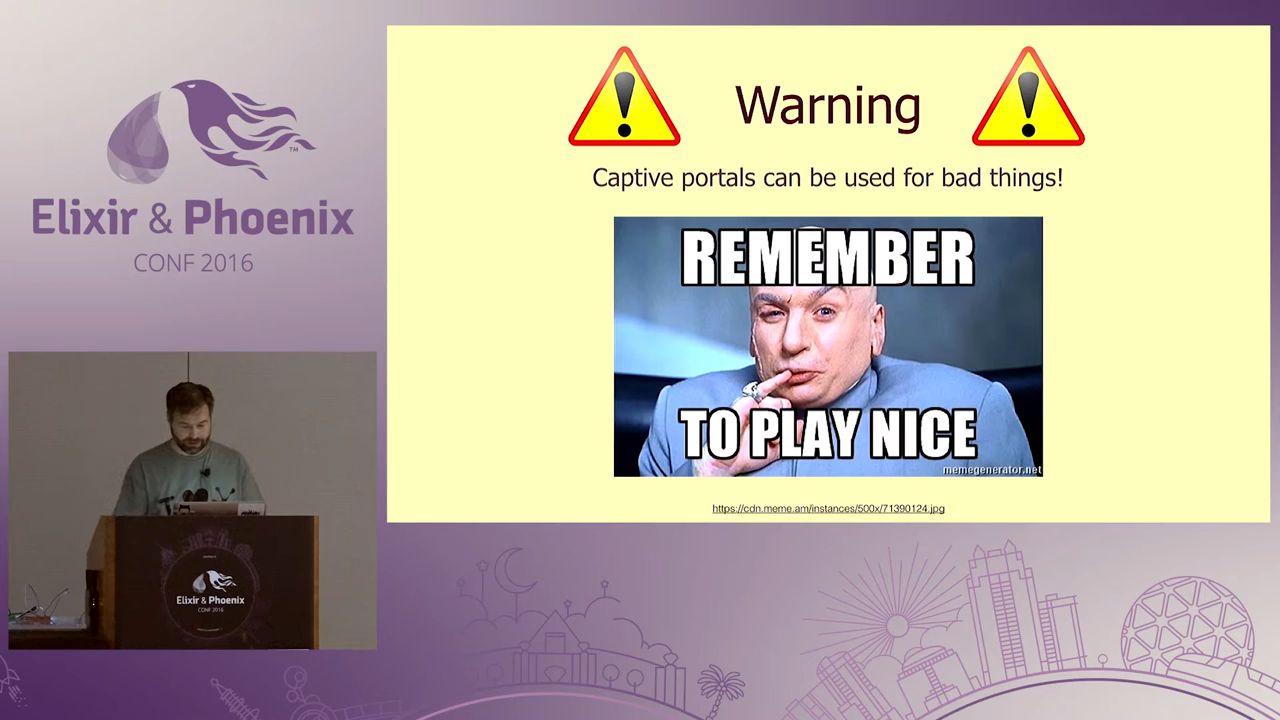 Elixir & Phoenix
TM
CONF 2016
Warning
Captive portals can be used for bad things!
REMEMBER
TO PLAY NICE
memegenerator.net
https://cdn.meme.am/instances/500x/71390124.jpg
Elixir & Phoenix
CONF 2016